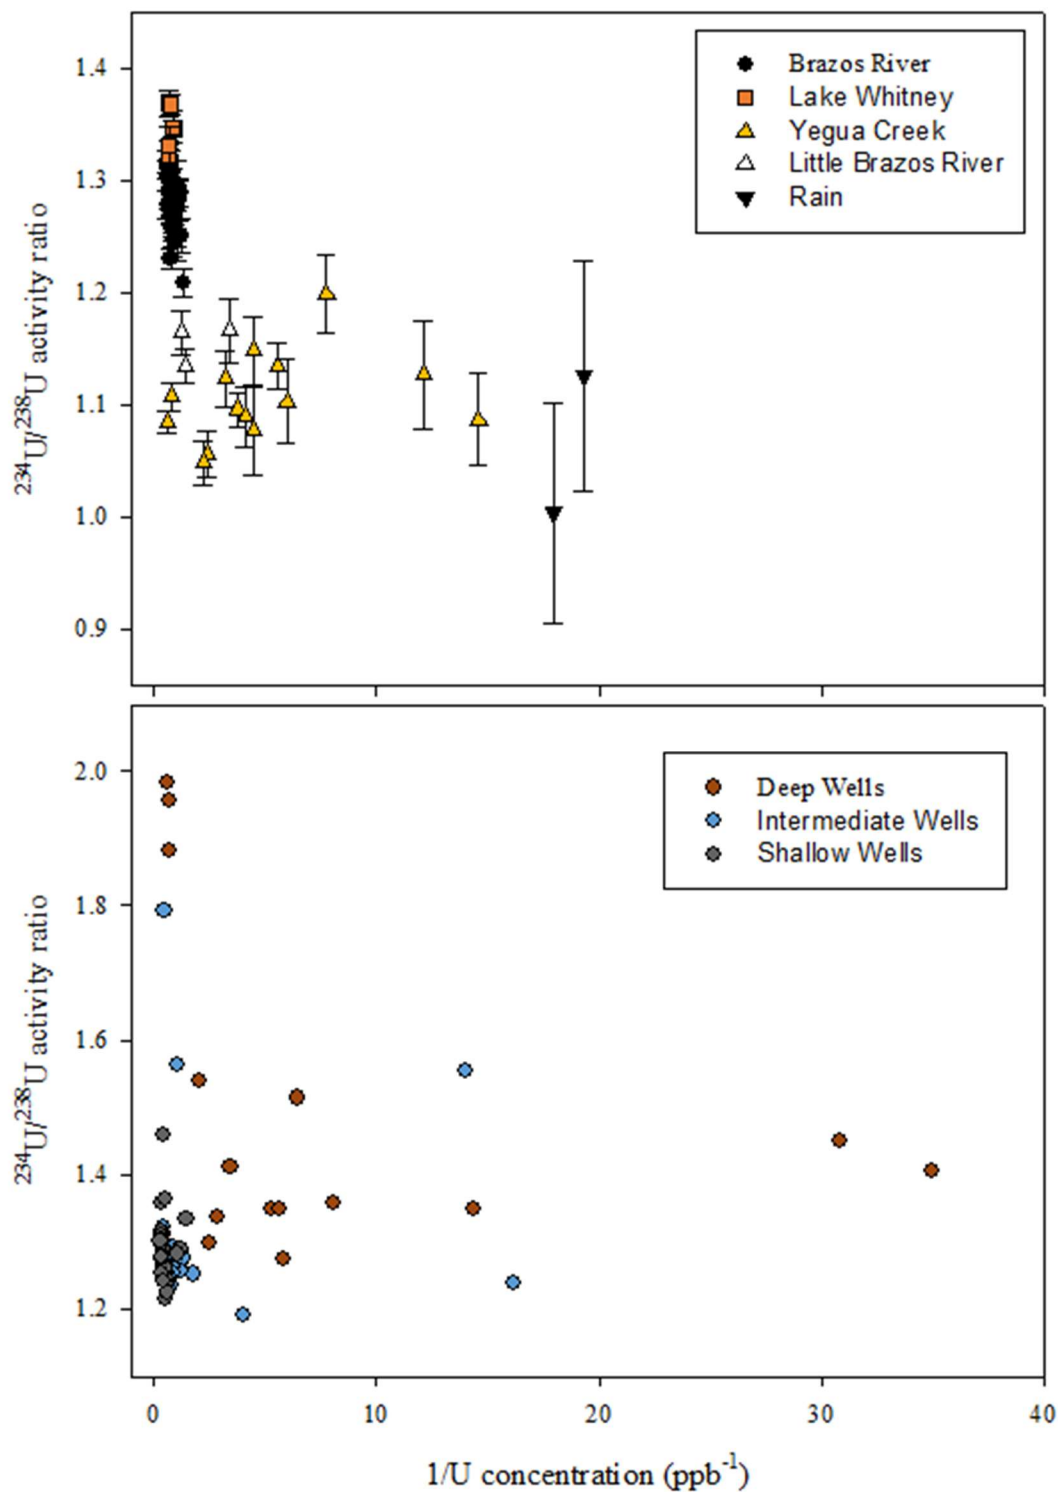 ²³⁴U/²³⁸U activity ratio
1.4
1.3
1.2
1.1
1.0
0.9
Brazos River
Lake Whitney
Yegua Creek
Little Brazos River
Rain
²³⁴U/²³⁸U activity ratio
2.0
1.8
1.6
1.4
1.2
Deep Wells
Intermediate Wells
Shallow Wells
0 10 20 30 40
1/U concentration (ppb⁻¹)